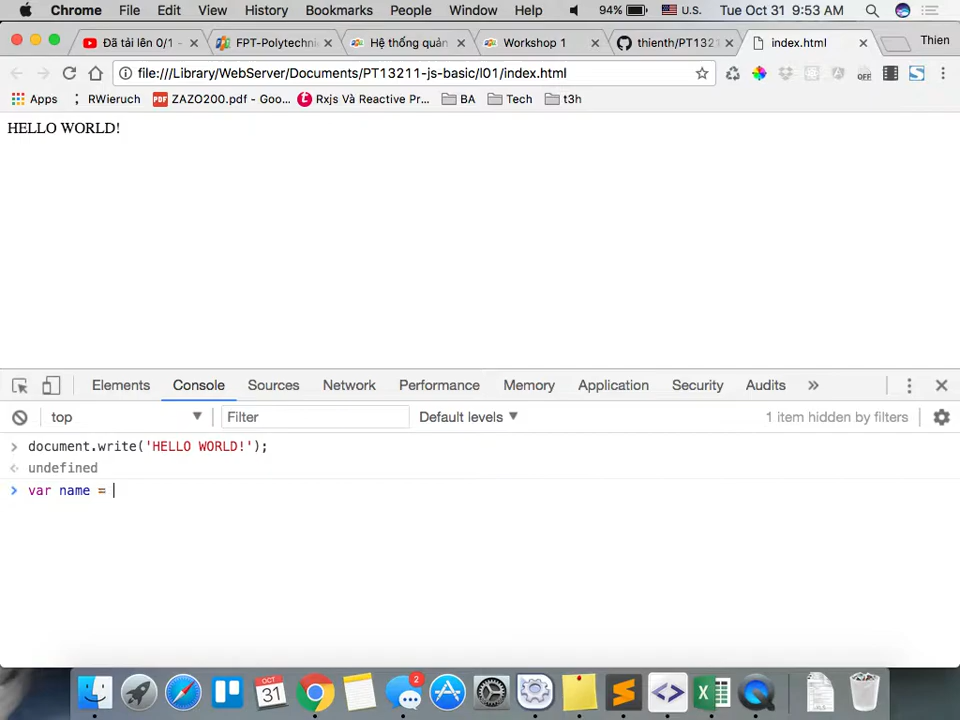 Chrome File Edit View History Bookmarks People Window Help 94% U.S. Tue Oct 31 9:53 AM
Đã tải lên 0/1 - FPT-Polytechni Hệ thống quản Workshop 1 thienth/PT1321 index.html Thien
file:///Library/WebServer/Documents/PT13211-js-basic/l01/index.html
Apps RWieruch ZAZO200.pdf - Goo... Rxjs Và Reactive Pr... BA Tech t3h
HELLO WORLD!
Elements Console Sources Network Performance Memory Application Security Audits »
top Filter Default levels 1 item hidden by filters
> document.write('HELLO WORLD!');
undefined
> var name =
OCT
31
2